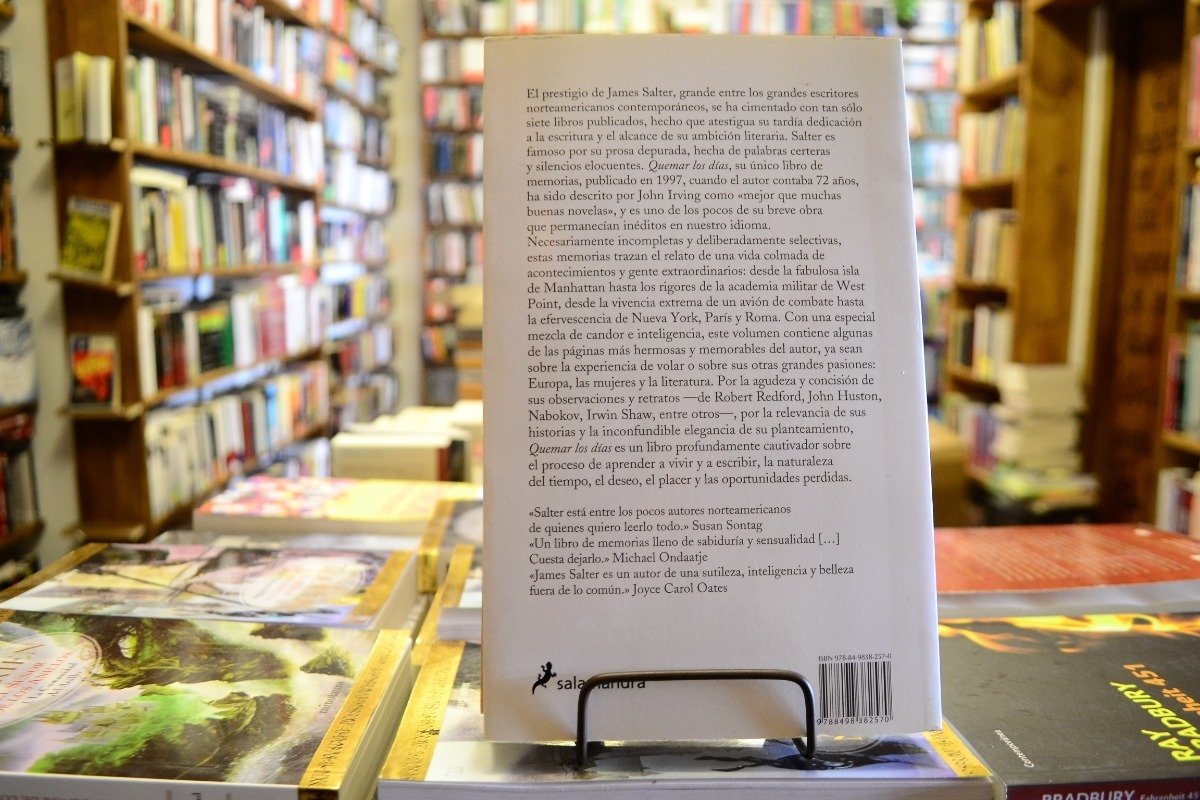 El prestigio de James Salter, grande entre los grandes escritores
norteamericanos contemporáneos, se ha cimentado con tan sólo
siete libros publicados, hecho que atestigua su tardía dedicación
a la escritura y el alcance de su ambición literaria. Salter es
famoso por su prosa depurada, hecha de palabras certeras
y silencios elocuentes. Quemar los días, su único libro de
memorias, publicado en 1997, cuando el autor contaba 72 años,
ha sido descrito por John Irving como «mejor que muchas
buenas novelas», y es uno de los pocos de su breve obra
que permanecían inéditos en nuestro idioma.
Necesariamente incompletas y deliberadamente selectivas,
estas memorias trazan el relato de una vida colmada de
acontecimientos y gente extraordinarios: desde la fabulosa isla
de Manhattan hasta los rigores de la academia militar de West
Point, desde la vivencia extrema de un avión de combate hasta
la efervescencia de Nueva York, París y Roma. Con una especial
mezcla de candor e inteligencia, este volumen contiene algunas
de las páginas más hermosas y memorables del autor, ya sean
sobre la experiencia de volar o sobre sus otras grandes pasiones:
Europa, las mujeres y la literatura. Por la agudeza y concisión de
sus observaciones y retratos —de Robert Redford, John Huston,
Nabokov, Irwin Shaw, entre otros—, por la relevancia de sus
historias y la inconfundible elegancia de su planteamiento,
Quemar los días es un libro profundamente cautivador sobre
el proceso de aprender a vivir y a escribir, la naturaleza
del tiempo, el deseo, el placer y las oportunidades perdidas.
«Salter está entre los pocos autores norteamericanos
de quienes quiero leerlo todo.» Susan Sontag
«Un libro de memorias lleno de sabiduría y sensualidad [...]
Cuesta dejarlo.» Michael Ondaatje
«James Salter es un autor de una sutileza, inteligencia y belleza
fuera de lo común.» Joyce Carol Oates
salamandra
ISBN 978-84-9838-257-0
9788498382570
RAY
BRADBURY
heit 451
Contemporánea
BRADBURY Fahrenheit 45